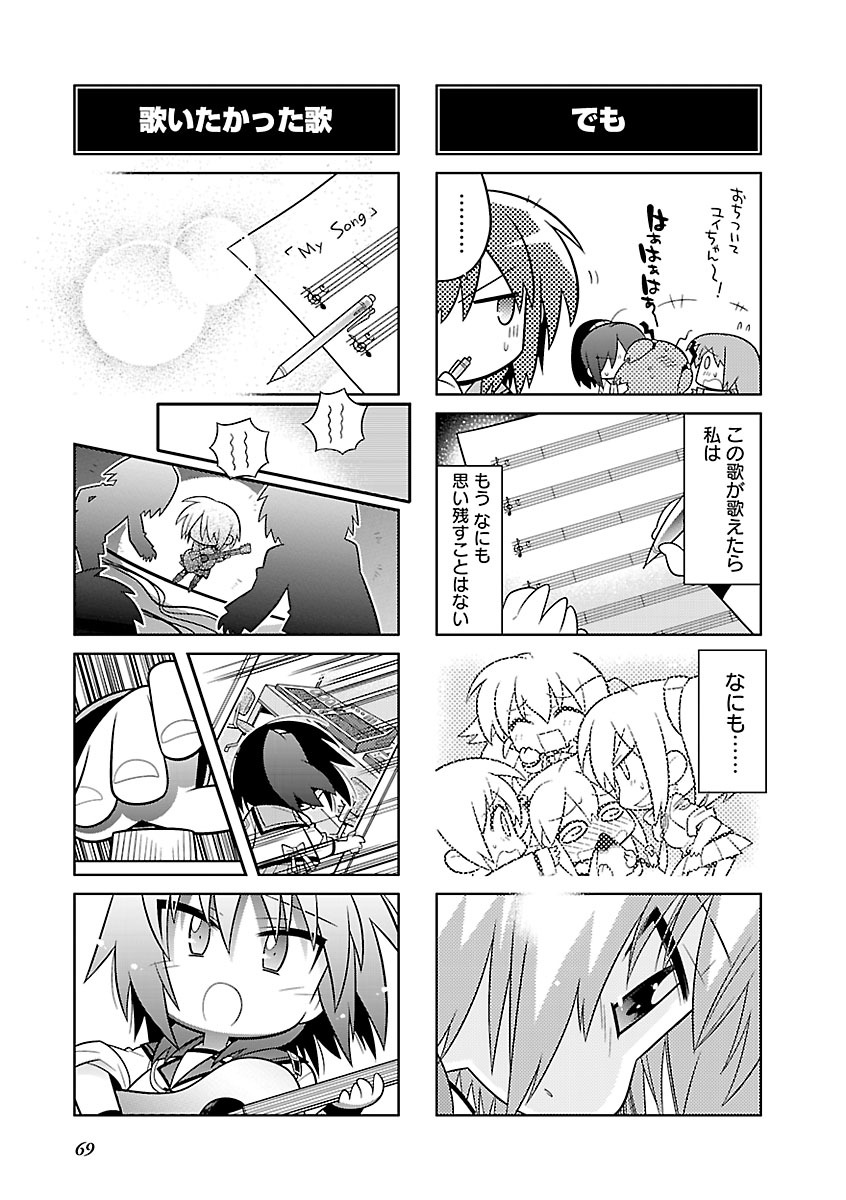 でも
おちついて
ユイちゃん〜！
はぁはぁはぁ〜
………
この歌が歌えたら
私は
もう なにも
思い残すことはない
なにも……
歌いたかった歌
「My Song」
69